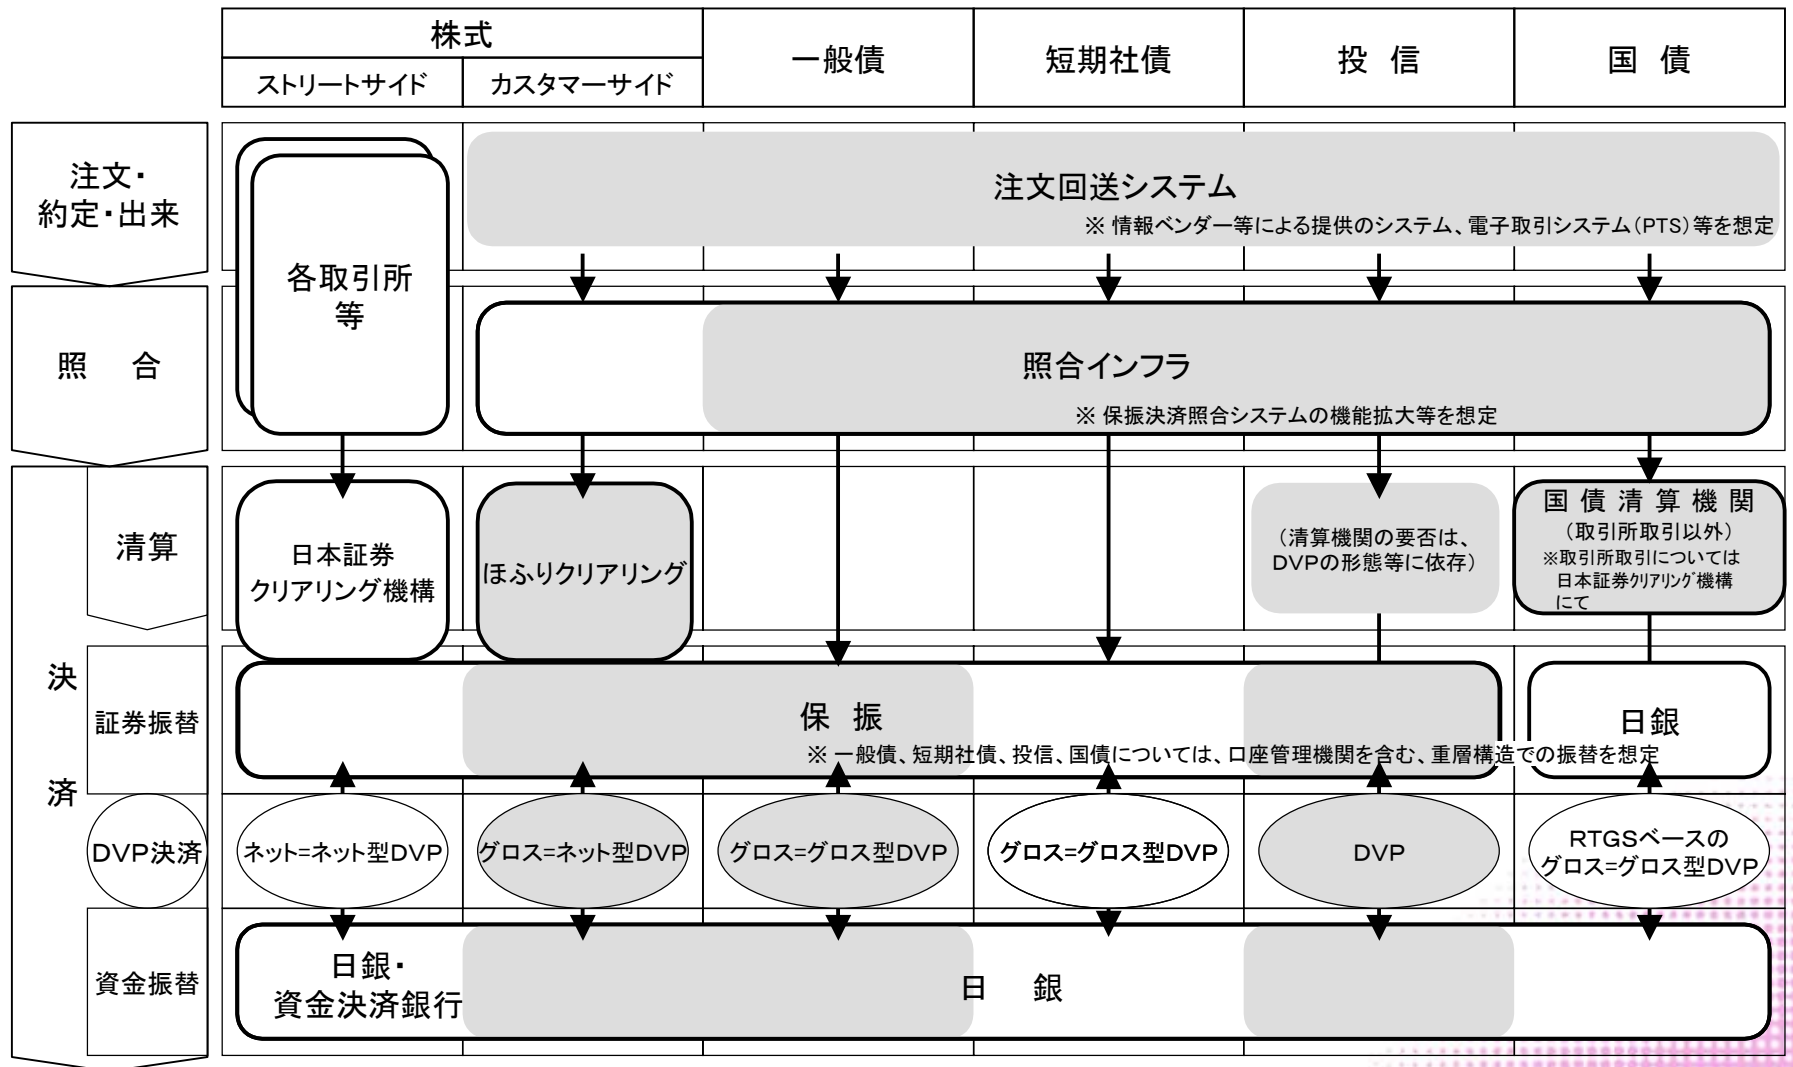 株式
一般債
短期社債
投 信
国 債
ストリートサイド
カスタマーサイド
注文・
約定・出来
注文回送システム
※ 情報ベンダー等による提供のシステム、電子取引システム(PTS)等を想定
各取引所
等
照 合
照合インフラ
※ 保振決済照合システムの機能拡大等を想定
決
済
清算
日本証券
クリアリング機構
ほふりクリアリング
(清算機関の要否は、
DVPの形態等に依存)
国 債 清 算 機 関
(取引所取引以外)
※取引所取引については
日本証券クリアリング機構
にて
証券振替
保 振
※ 一般債、短期社債、投信、国債については、口座管理機関を含む、重層構造での振替を想定
日銀
DVP決済
ネット=ネット型DVP
グロス=ネット型DVP
グロス=グロス型DVP
グロス=グロス型DVP
DVP
RTGSベースの
グロス=グロス型DVP
資金振替
日銀・
資金決済銀行
日 銀